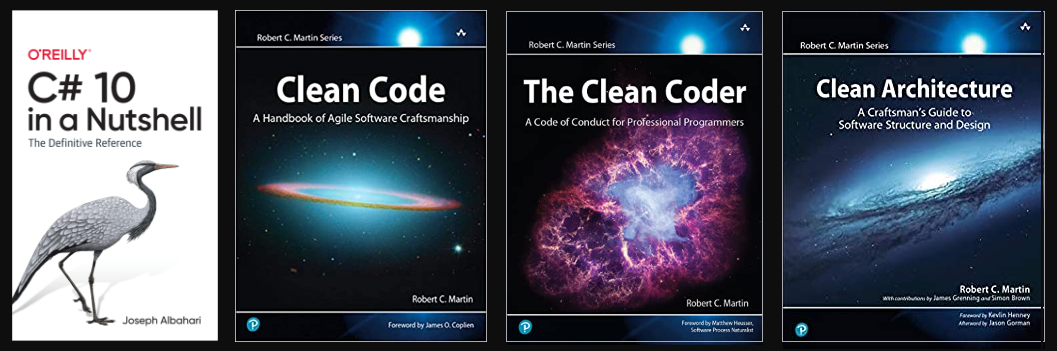 O'REILLY
C# 10
in a Nutshell
The Definitive Reference
Joseph Albahari
Robert C. Martin Series
Clean Code
A Handbook of Agile Software Craftsmanship
Robert C. Martin
Foreword by James O. Coplien
Robert C. Martin Series
The Clean Coder
A Code of Conduct for Professional Programmers
Robert C. Martin
Foreword by Matthew Heusser,
Software Process Naturalist
Robert C. Martin Series
Clean Architecture
A Craftsman's Guide to
Software Structure and Design
Robert C. Martin
With contributions by James Grenning and Simon Brown
Foreword by Kevlin Henney
Afterword by Jason Gorman